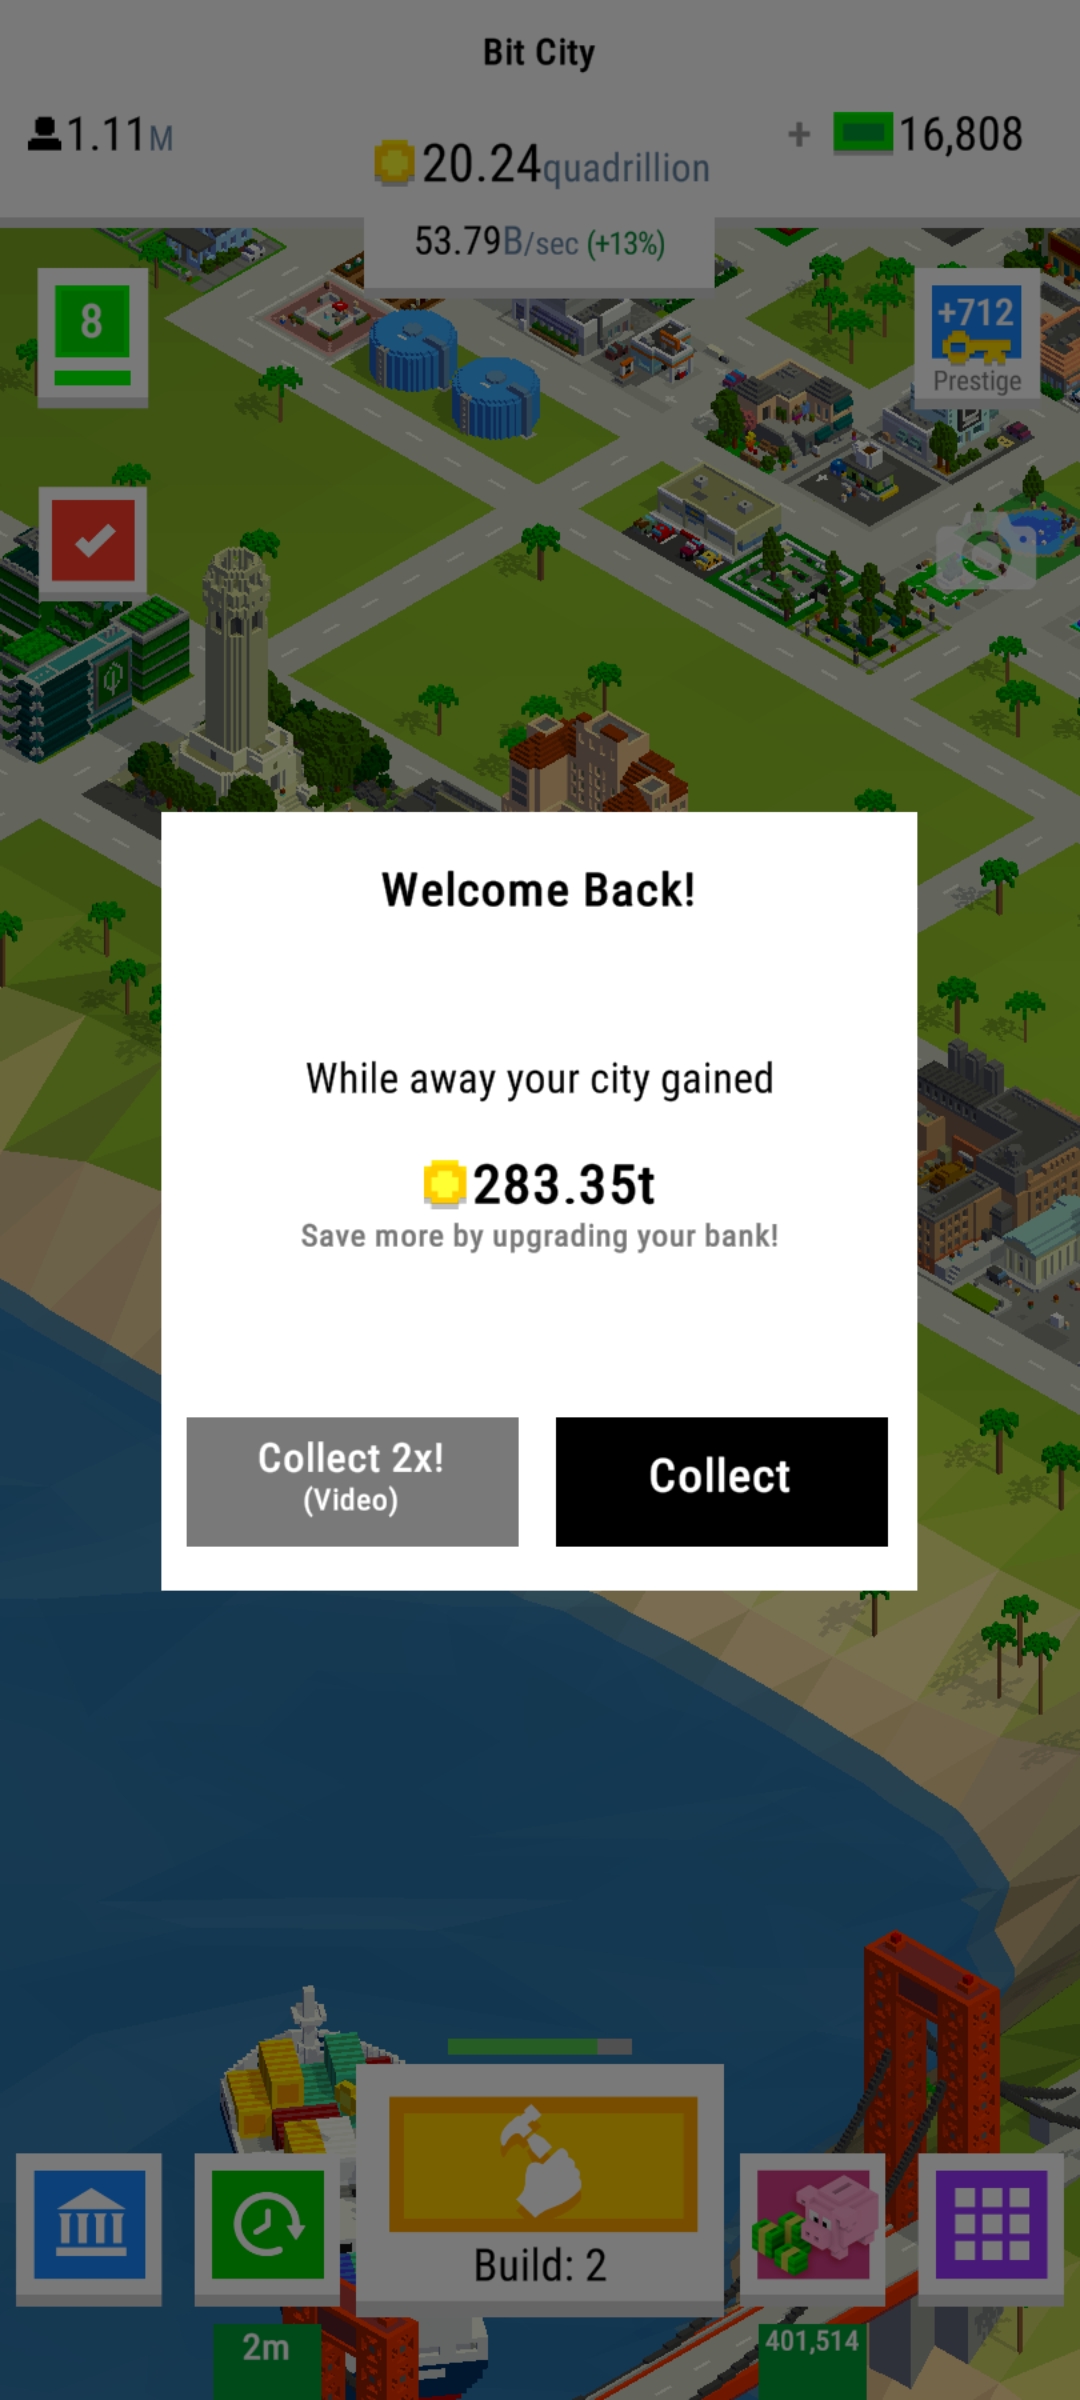 Bit City
1.11M
20.24quadrillion
+ 16,808
53.79B/sec (+13%)
8
+712
Prestige
Welcome Back!
While away your city gained
283.35t
Save more by upgrading your bank!
Collect 2x!
(Video)
Collect
Build: 2
2m
401,514